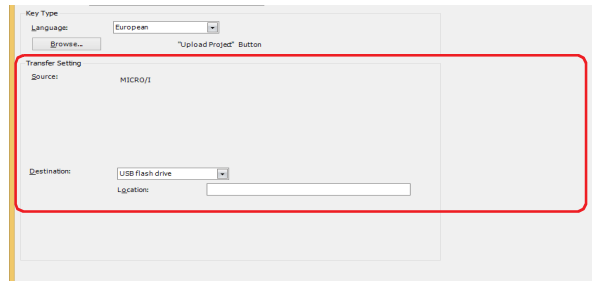 Key Type
Language: European
Browse... "Upload Project" Button
Transfer Setting
Source: MICRO/I
Destination: USB flash drive
Location: